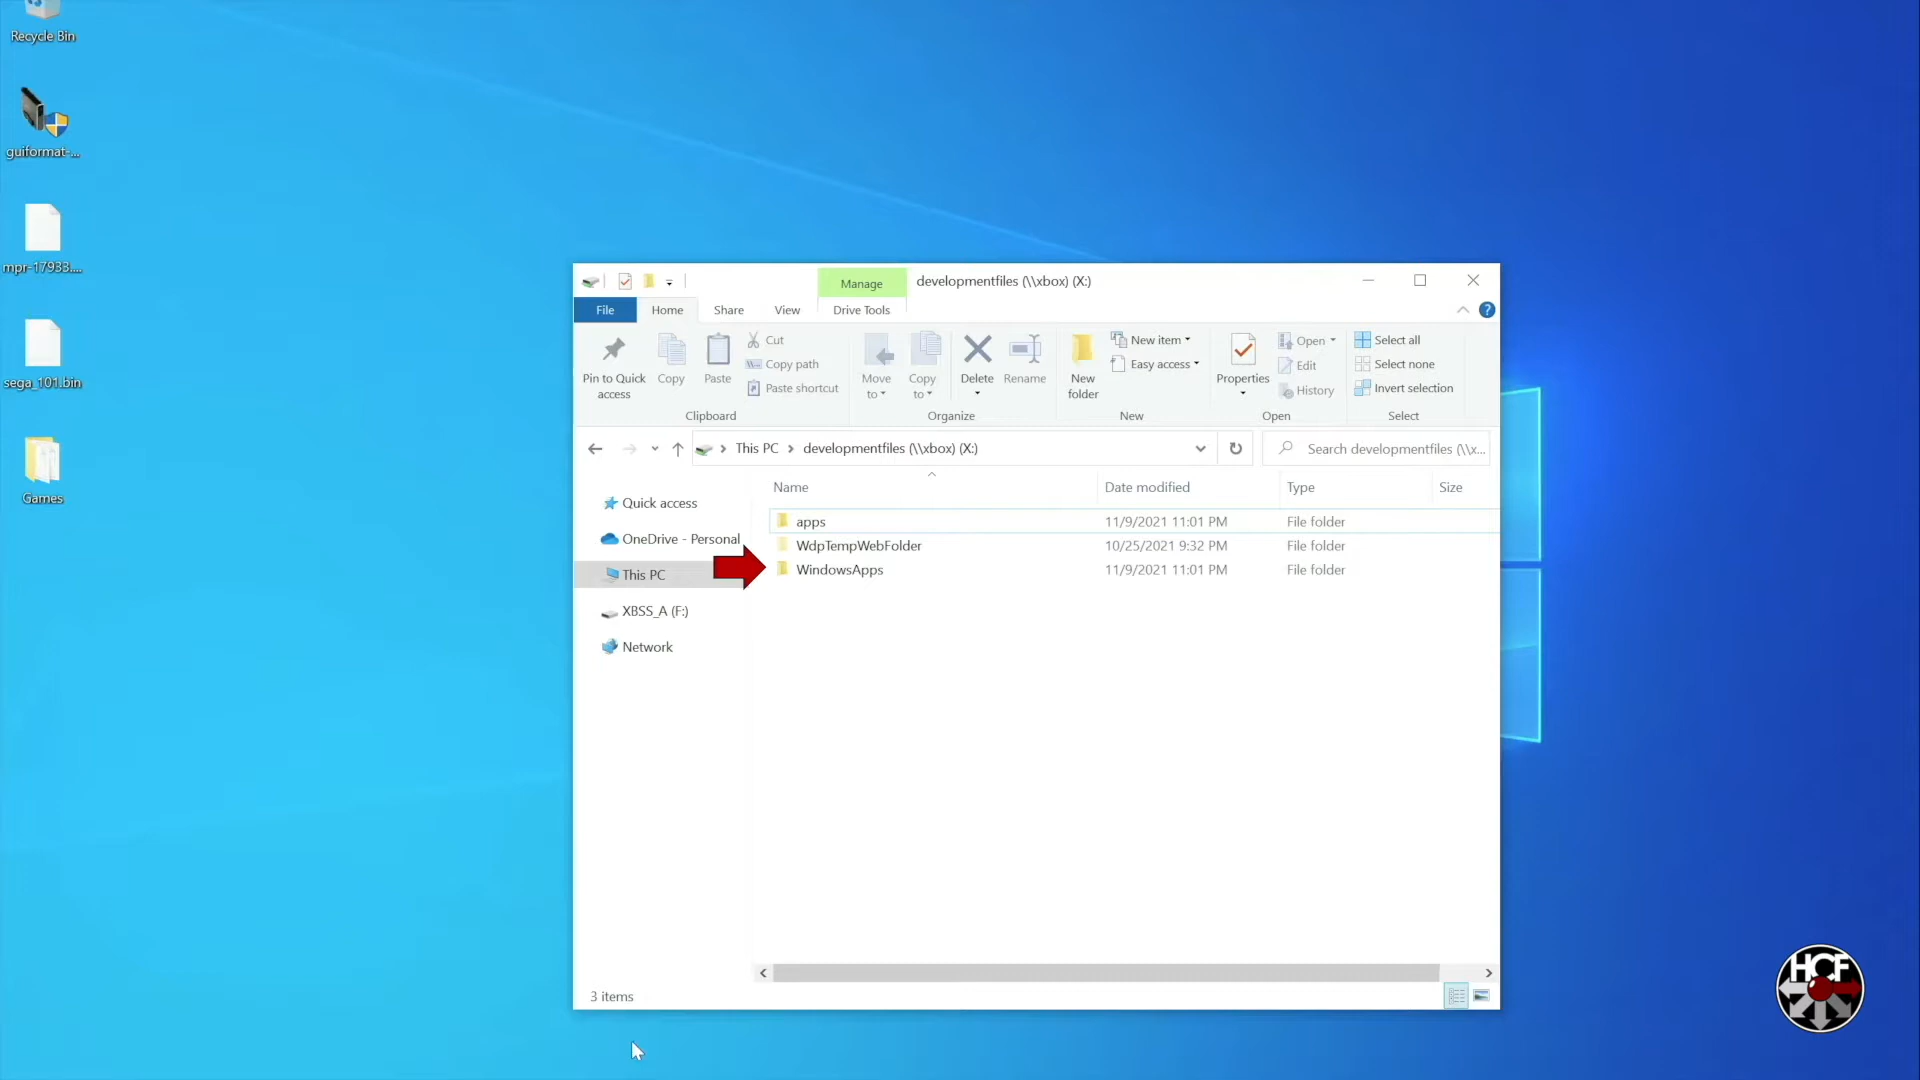 Recycle Bin
guiformat-...
mpr-17933....
sega_101.bin
Games
Manage
developmentfiles (\\xbox) (X:)
File
Home
Share
View
Drive Tools
Pin to Quick access
Copy
Paste
Cut
Copy path
Paste shortcut
Clipboard
Move to
Copy to
Delete
Rename
Organize
New folder
New item
Easy access
New
Properties
Open
Edit
History
Open
Select all
Select none
Invert selection
Select
This PC > developmentfiles (\\xbox) (X:)
Search developmentfiles (\\x...
Quick access
OneDrive - Personal
This PC
XBSS_A (F:)
Network
Name Date modified Type Size
apps 11/9/2021 11:01 PM File folder
WdpTempWebFolder 10/25/2021 9:32 PM File folder
WindowsApps 11/9/2021 11:01 PM File folder
3 items
HCF